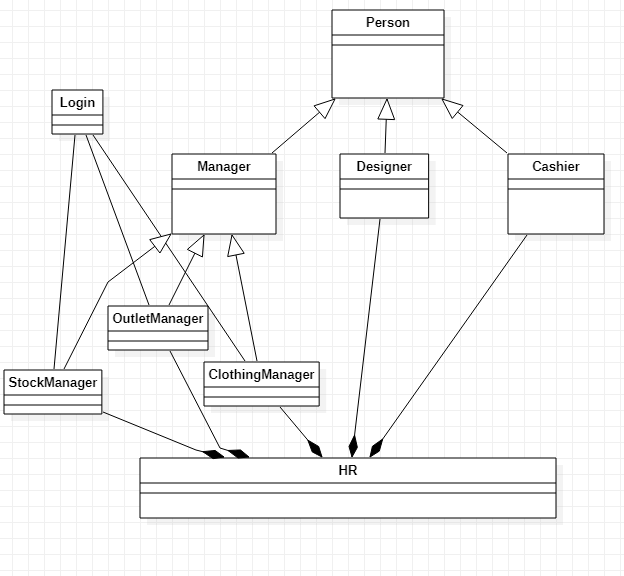 Person
Login
Manager
Designer
Cashier
OutletManager
ClothingManager
StockManager
HR